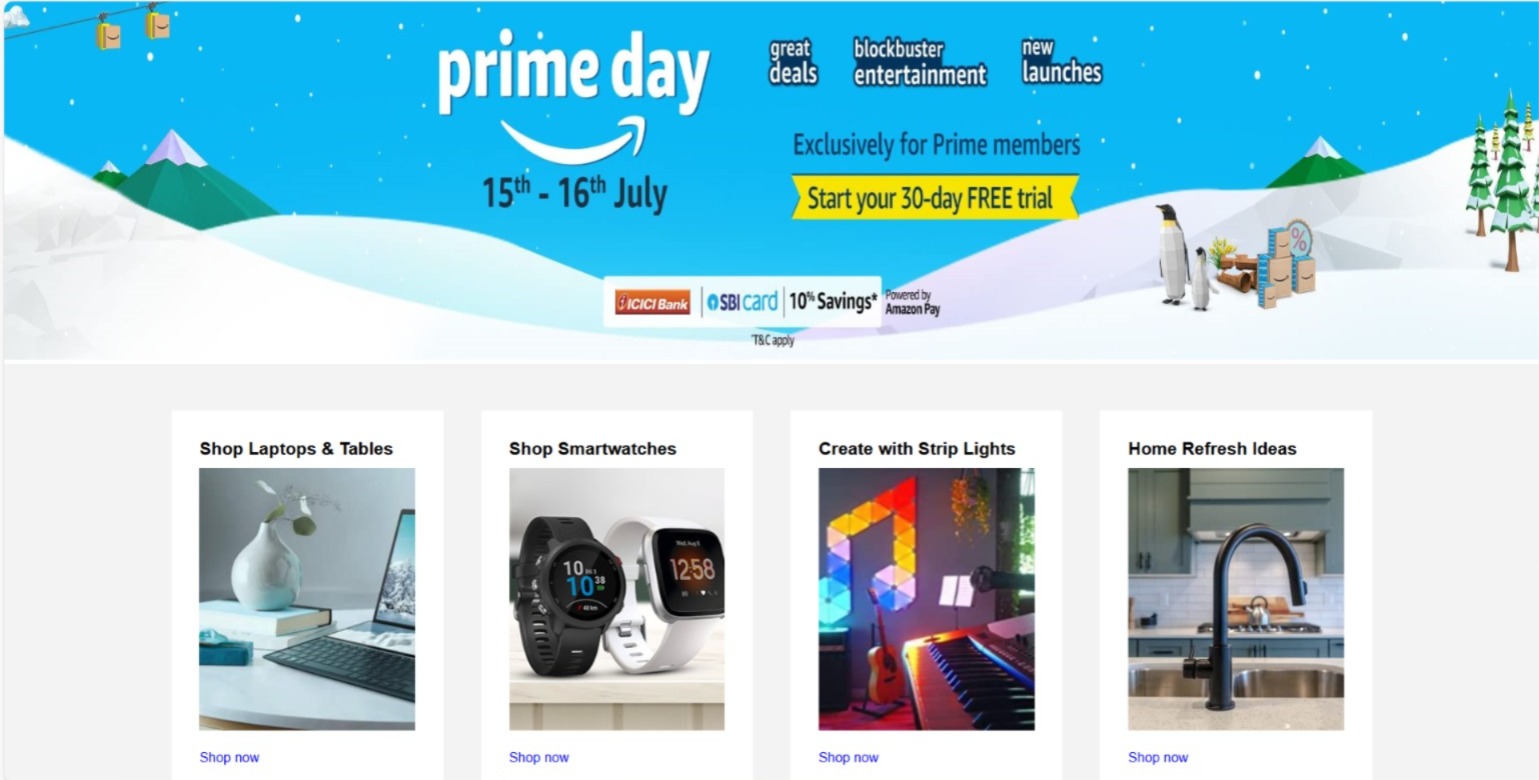 prime day
15th - 16th July
great
deals
blockbuster
entertainment
new
launches
Exclusively for Prime members
Start your 30-day FREE trial
%
ICICI Bank
SBI card
10% Savings*
Powered by
Amazon Pay
*T&C apply
Shop Laptops & Tables
Shop now
Shop Smartwatches
10
10 38
Wed, Aug 8
12:58
Shop now
Create with Strip Lights
Shop now
Home Refresh Ideas
Shop now